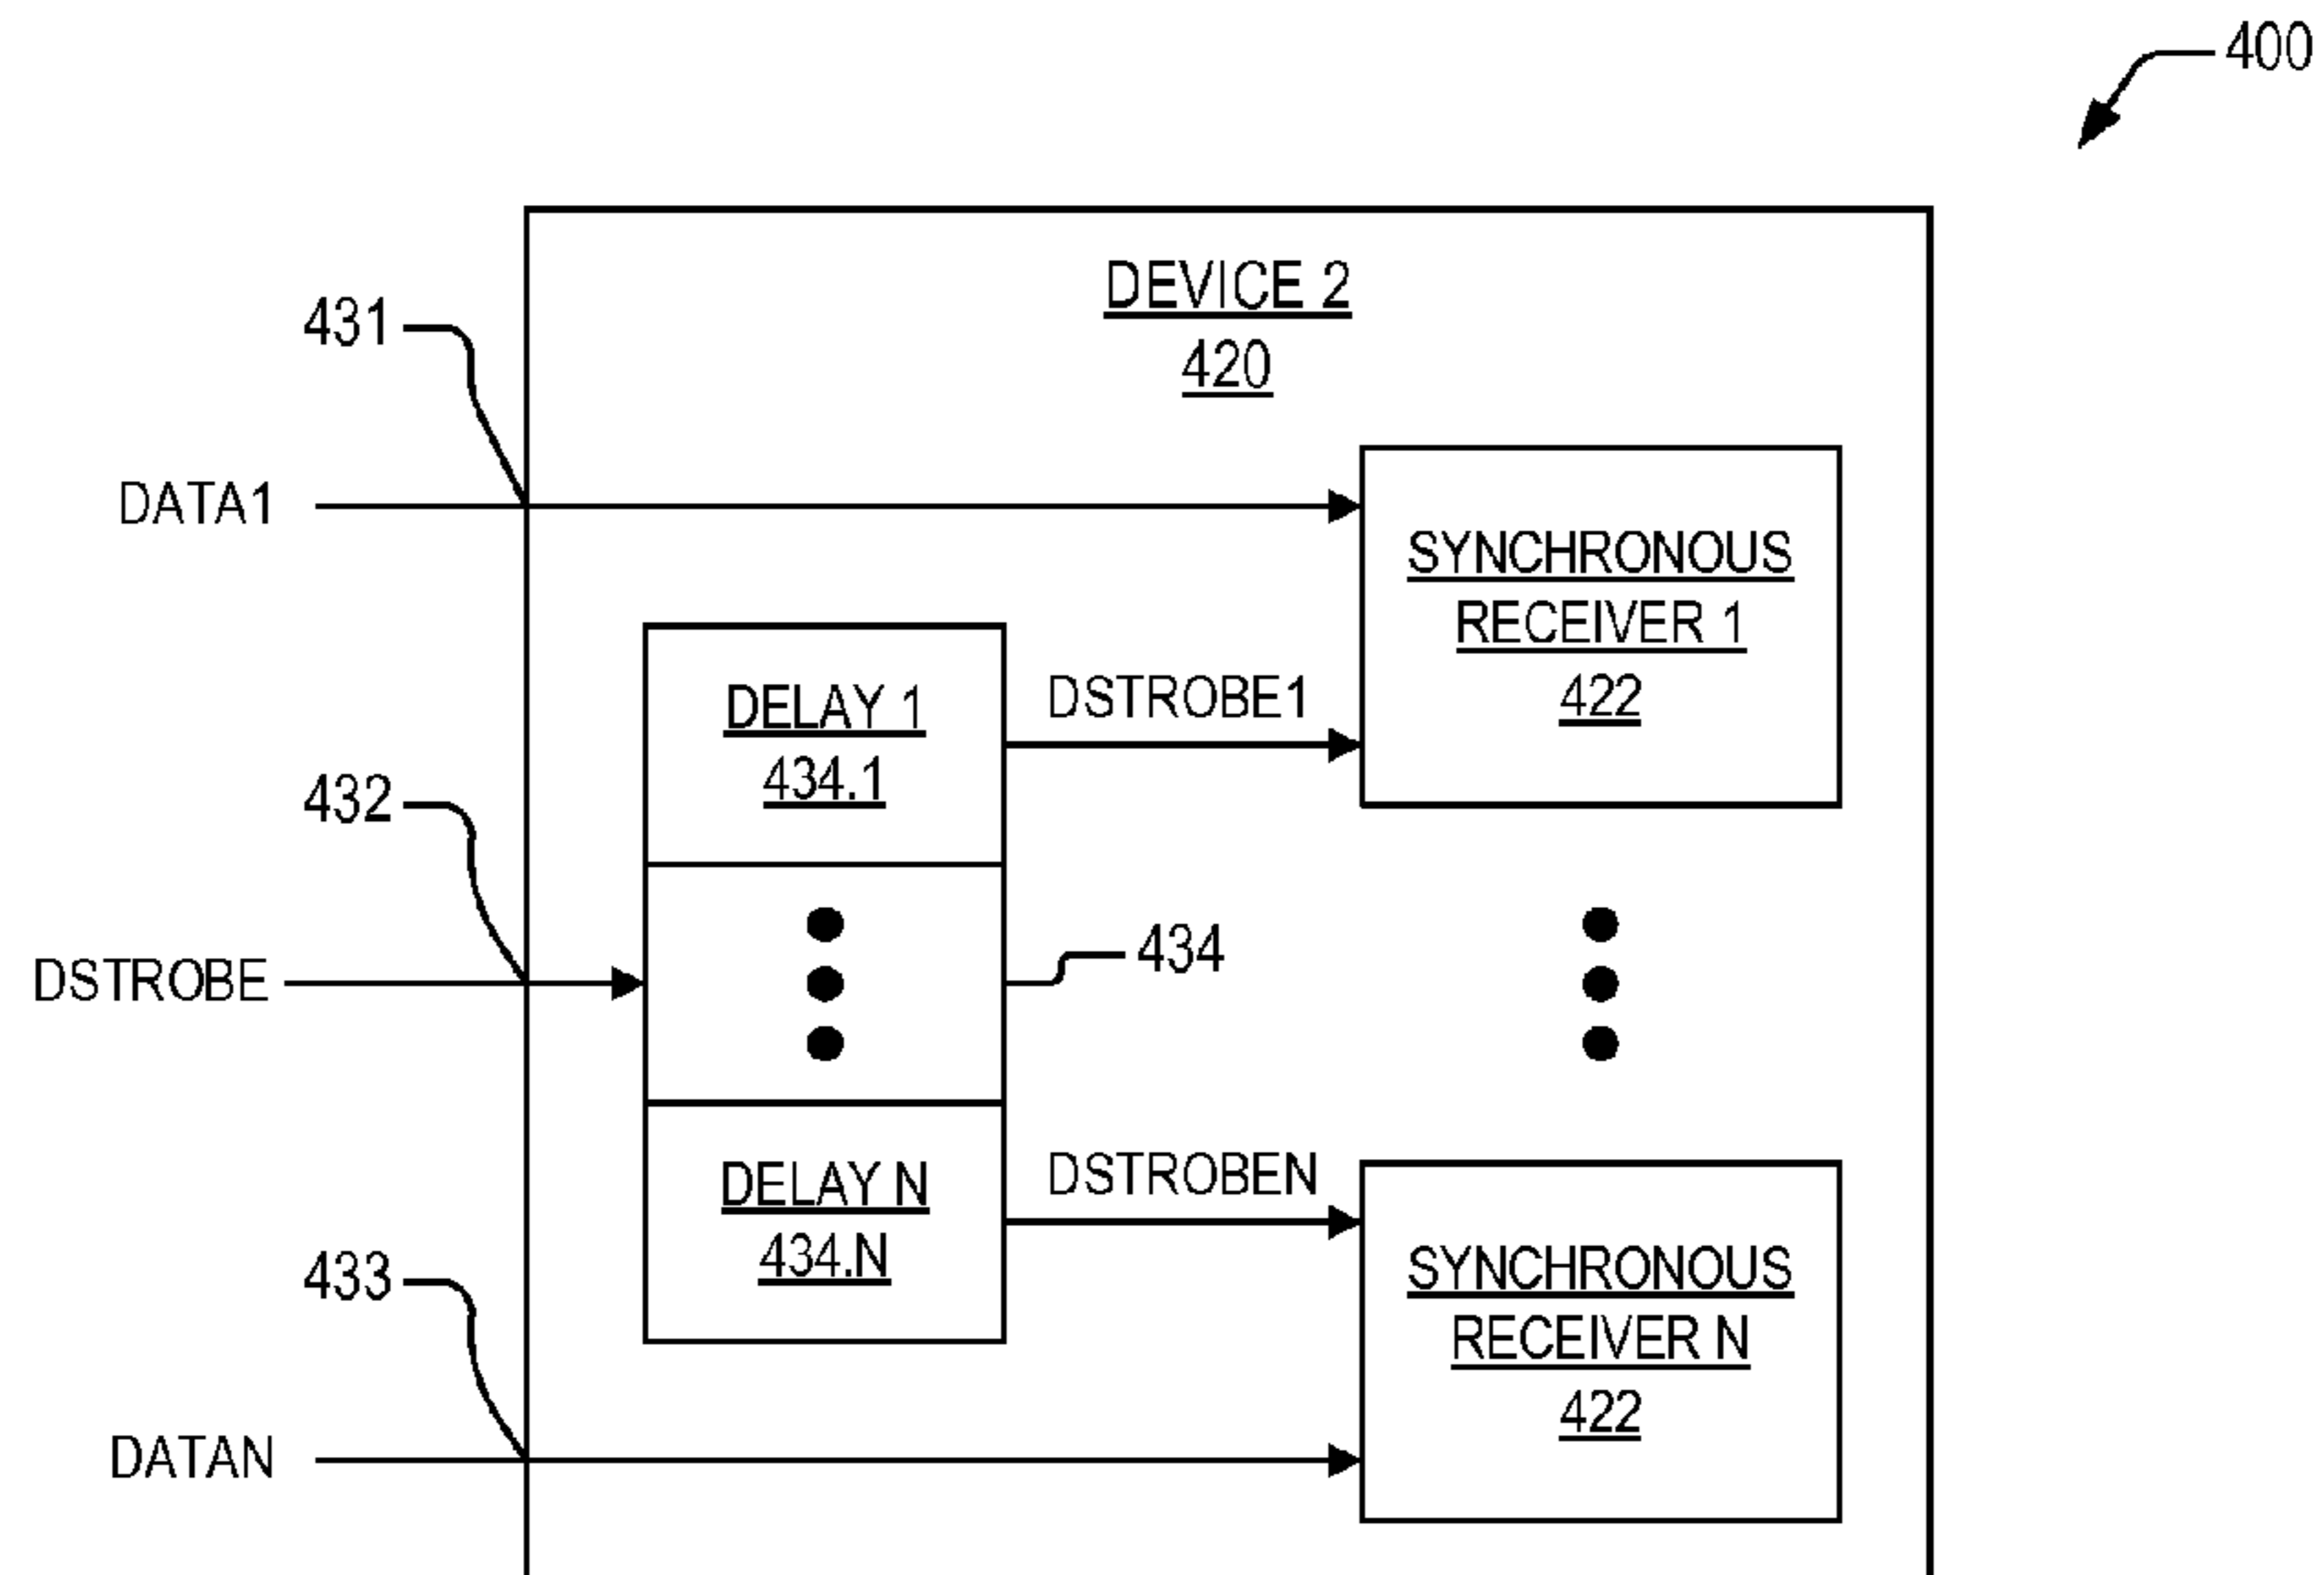 400
DEVICE 2
420
431
DATA1
SYNCHRONOUS
RECEIVER 1
422
DELAY 1
434.1
DSTROBE1
432
DSTROBE
434
DELAY N
434.N
DSTROBEN
SYNCHRONOUS
RECEIVER N
422
433
DATAN